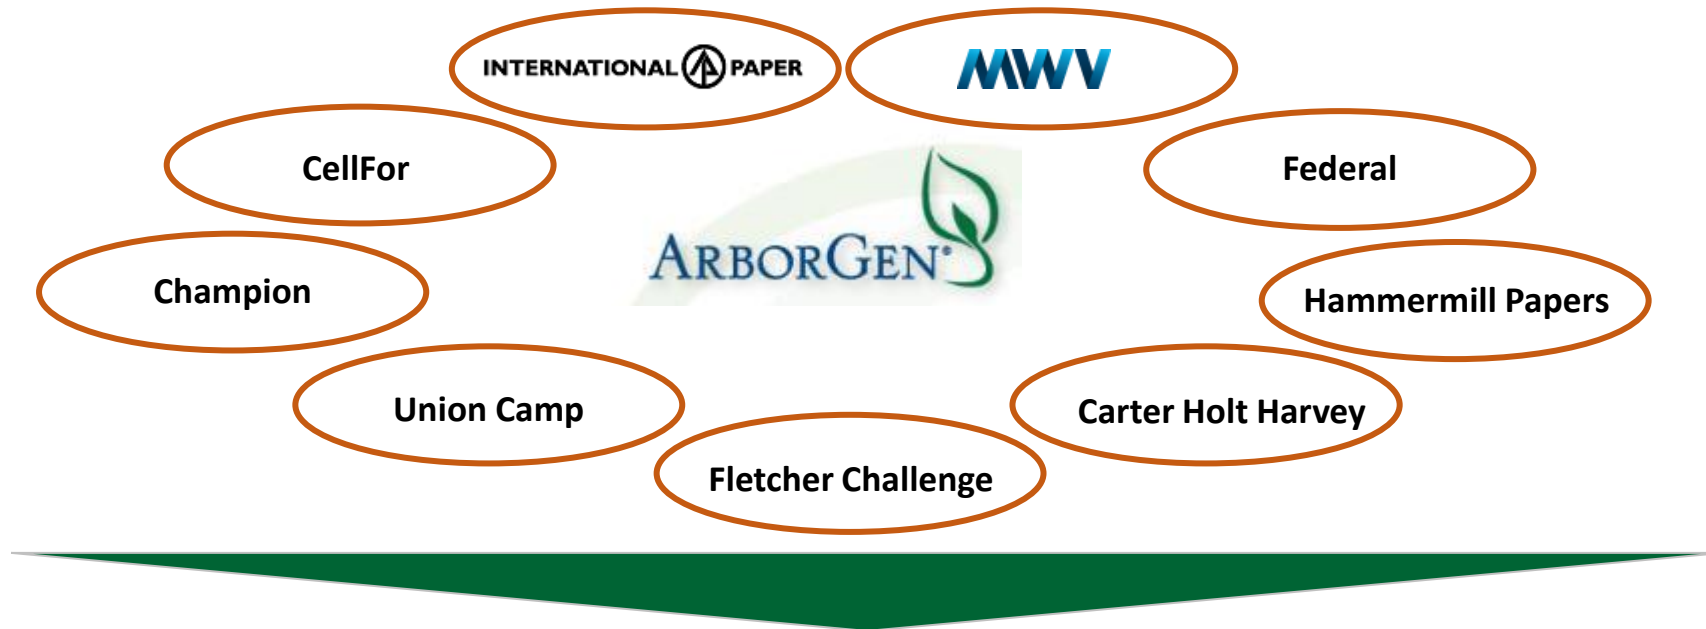 INTERNATIONAL PAPER
MWV
CellFor
Federal
ARBORGEN®
Champion
Hammermill Papers
Union Camp
Carter Holt Harvey
Fletcher Challenge